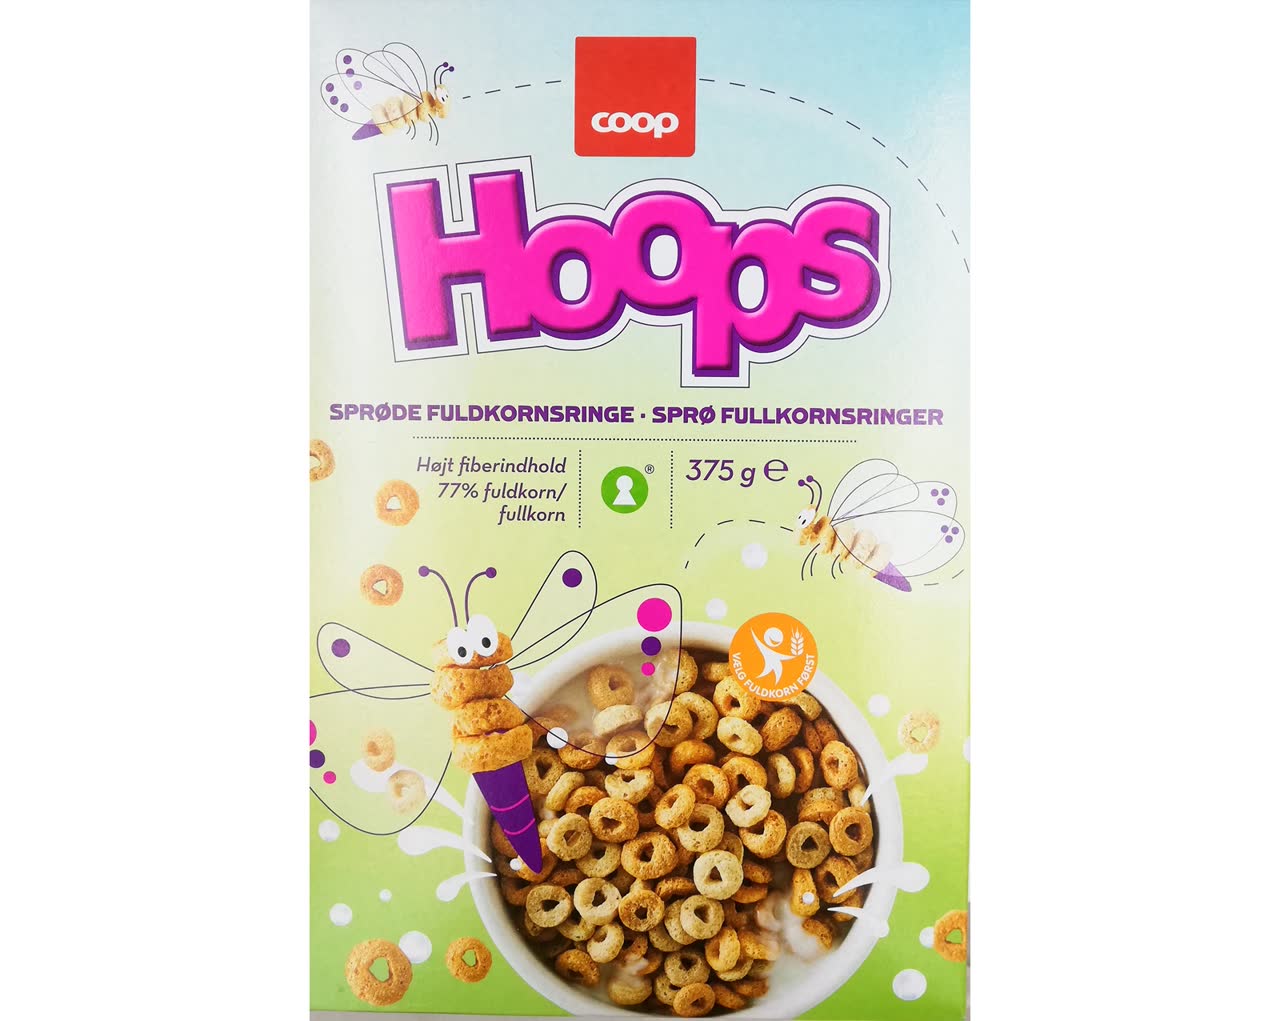 coop
Hoops
SPRØDE FULDKORNSRINGE · SPRØ FULLKORNSRINGER
Højt fiberindhold
77% fuldkorn/
fullkorn
®
375 g ℮
VÆLG FULDKORN FØRST